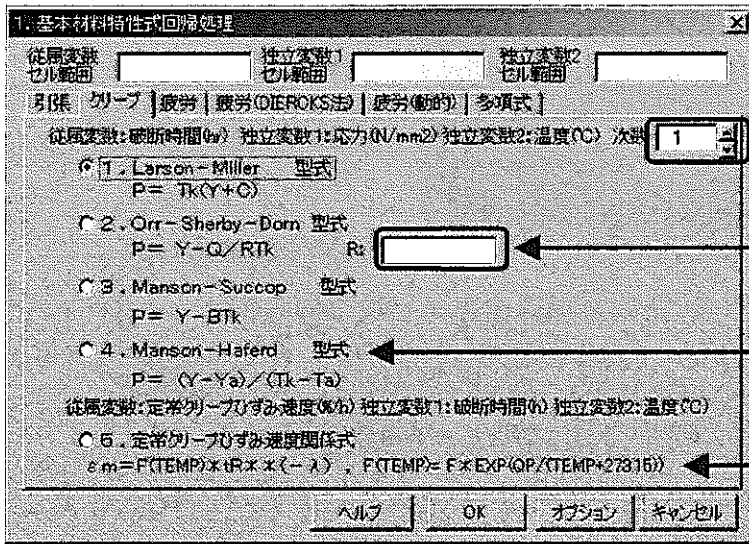 1. 基本材料特性式回帰処理
従属変数 セル範囲 独立変数1 セル範囲 独立変数2 セル範囲
引張 クリープ 疲労 疲労(DIERCKS法) 疲労(動的) 多項式
従属変数:破断時間(hr) 独立変数1:応力(N/mm2) 独立変数2:温度(℃) 次数 1
1. Larson-Miller 型式
P= Tk(Y+C)
2. Orr-Sherby-Dorn 型式
P= Y-Q/RTk R:
3. Manson-Succop 型式
P= Y-BTk
4. Manson-Haferd 型式
P= (Y-Ya)/(Tk-Ta)
従属変数:定常クリープひずみ速度(%/h) 独立変数1:破断時間(h) 独立変数2:温度(℃)
5. 定常クリープひずみ速度関係式
εm=F(TEMP)*tR**(-λ) , F(TEMP)= F*EXP(QP/(TEMP+273.15))
ヘルプ OK オプション キャンセル